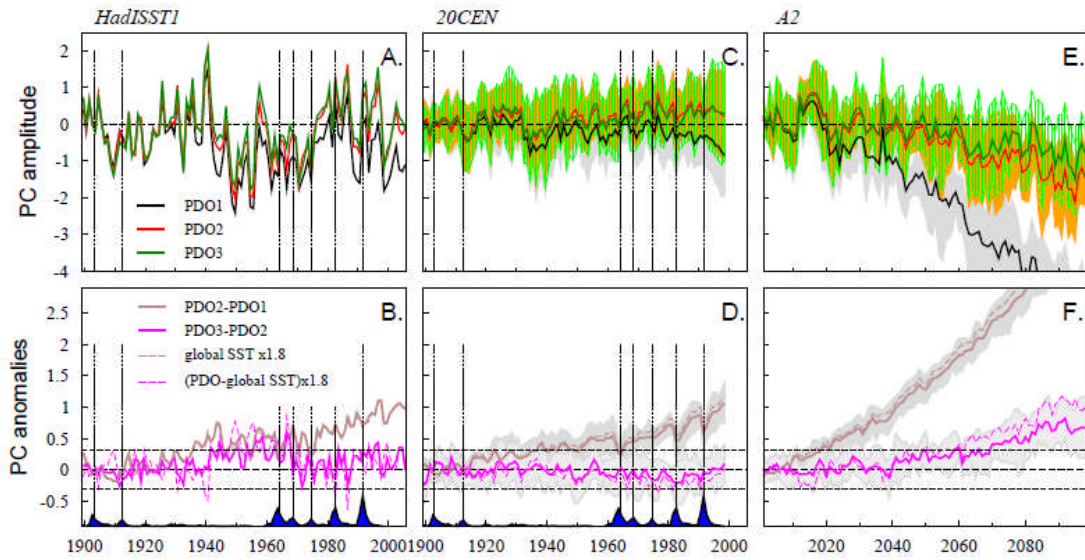 HadISST1 20CEN A2
2 A. C. E.
1
0
-1
-2
-3
-4
PC amplitude
PDO1
PDO2
PDO3
2.5 B. D. F.
2
1.5
1
0.5
0
-0.5
PC anomalies
PDO2-PDO1
PDO3-PDO2
global SST x1.8
(PDO-global SST)x1.8
1900 1920 1940 1960 1980 2000 1900 1920 1940 1960 1980 2000 2020 2040 2060 2080